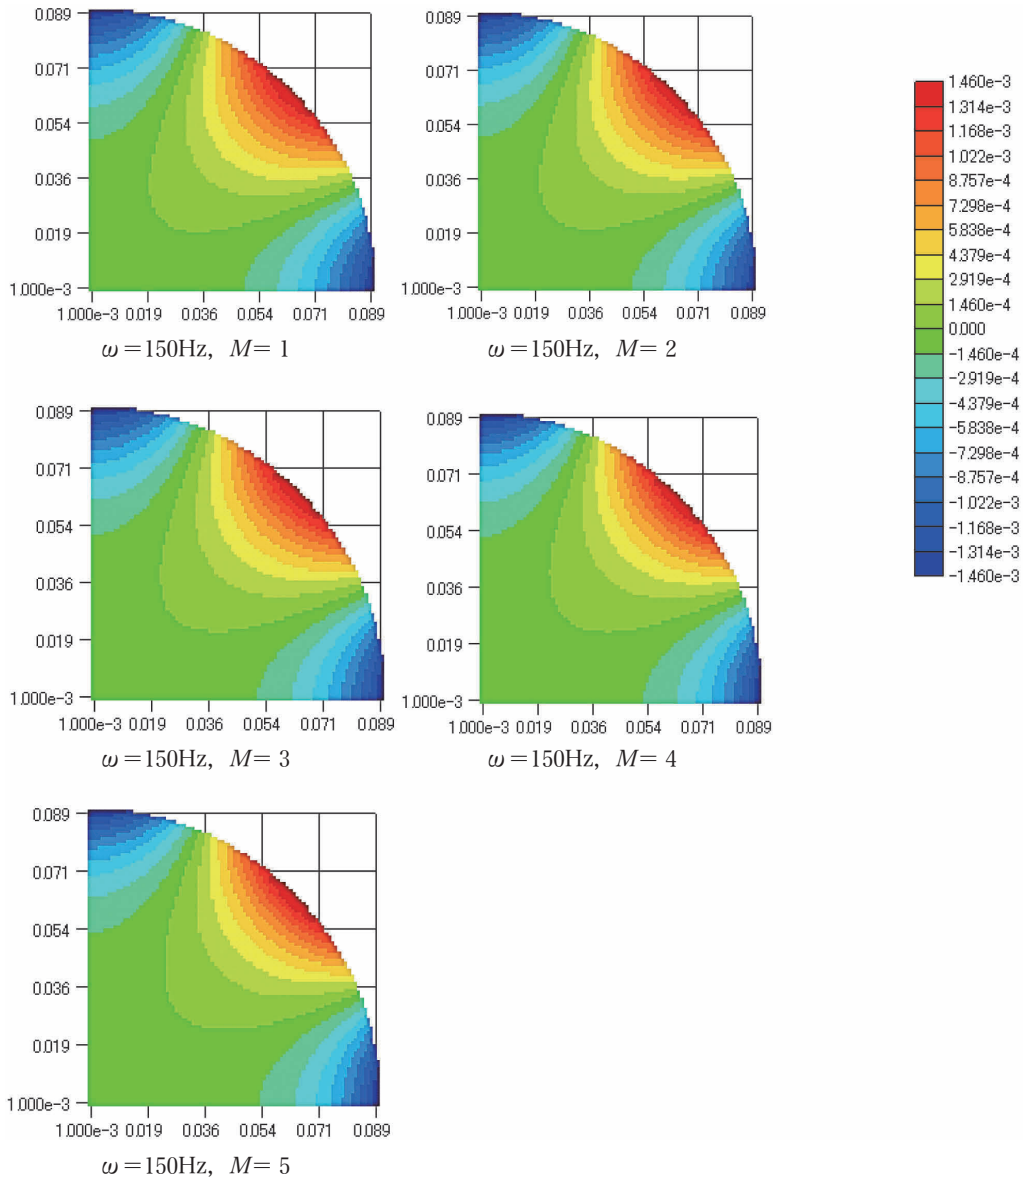 0.089
0.071
0.054
0.036
0.019
1.000e-3
1.000e-3 0.019 0.036 0.054 0.071 0.089
ω=150Hz, M= 1
0.089
0.071
0.054
0.036
0.019
1.000e-3
1.000e-3 0.019 0.036 0.054 0.071 0.089
ω=150Hz, M= 2
1.460e-3
1.314e-3
1.168e-3
1.022e-3
8.757e-4
7.298e-4
5.838e-4
4.379e-4
2.919e-4
1.460e-4
0.000
-1.460e-4
-2.919e-4
-4.379e-4
-5.838e-4
-7.298e-4
-8.757e-4
-1.022e-3
-1.168e-3
-1.314e-3
-1.460e-3
0.089
0.071
0.054
0.036
0.019
1.000e-3
1.000e-3 0.019 0.036 0.054 0.071 0.089
ω=150Hz, M= 3
0.089
0.071
0.054
0.036
0.019
1.000e-3
1.000e-3 0.019 0.036 0.054 0.071 0.089
ω=150Hz, M= 4
0.089
0.071
0.054
0.036
0.019
1.000e-3
1.000e-3 0.019 0.036 0.054 0.071 0.089
ω=150Hz, M= 5